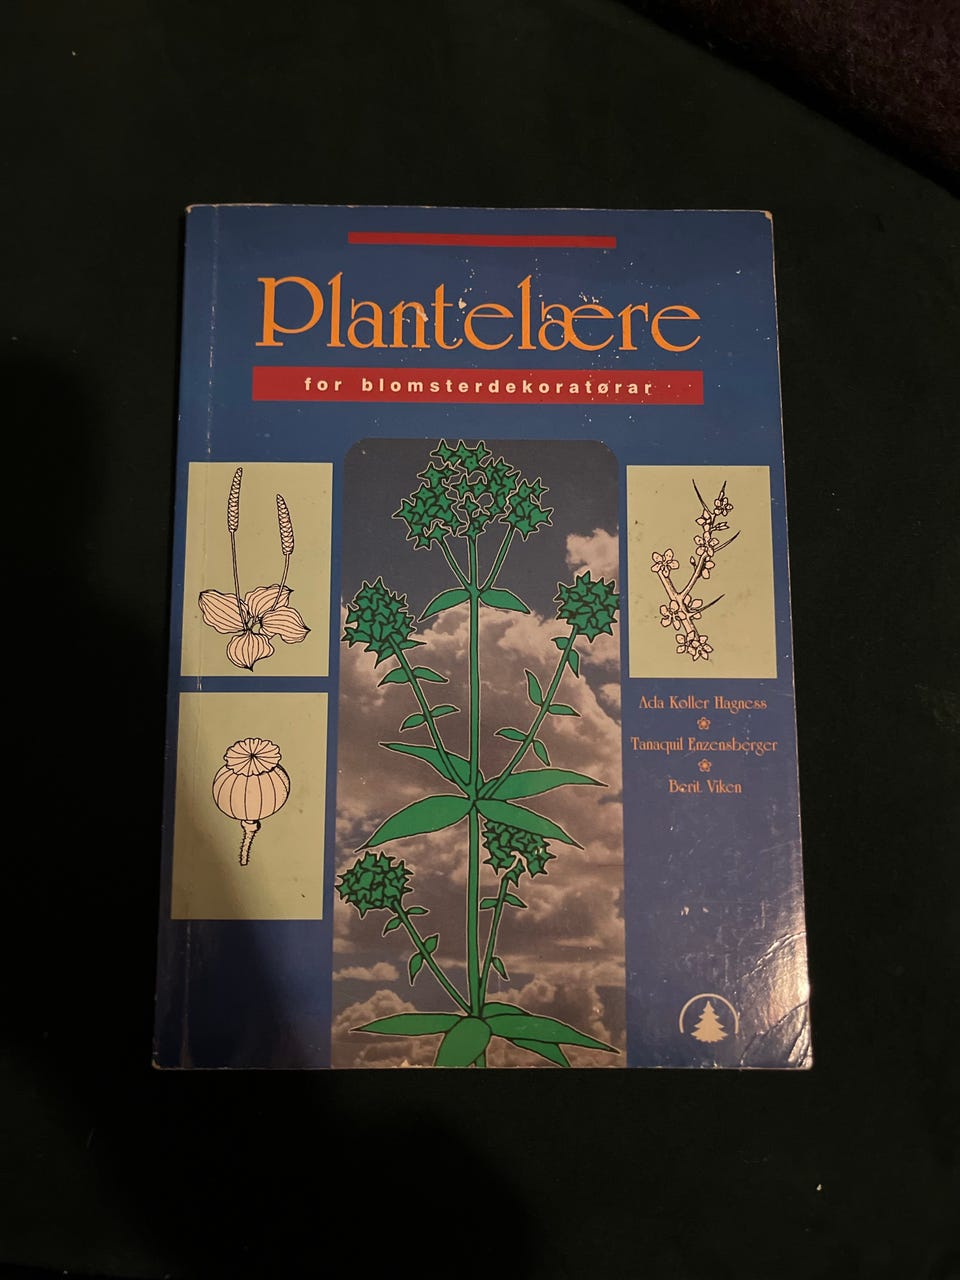 Plantelære
for blomsterdekoratørar
Ada Koller Hagness
Tanaquil Enzensberger
Berit Viken